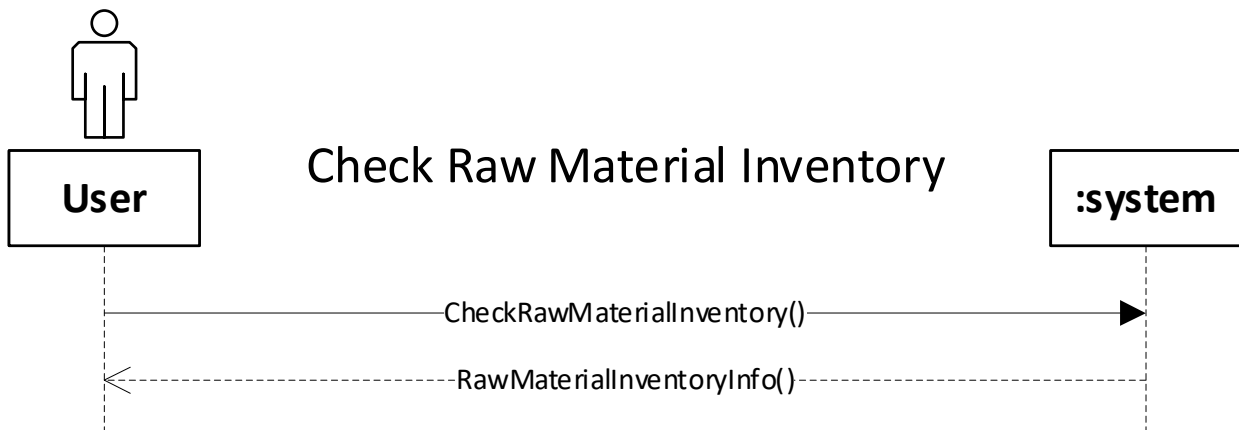 Check Raw Material Inventory
User
:system
CheckRawMaterialInventory()
RawMaterialInventoryInfo()